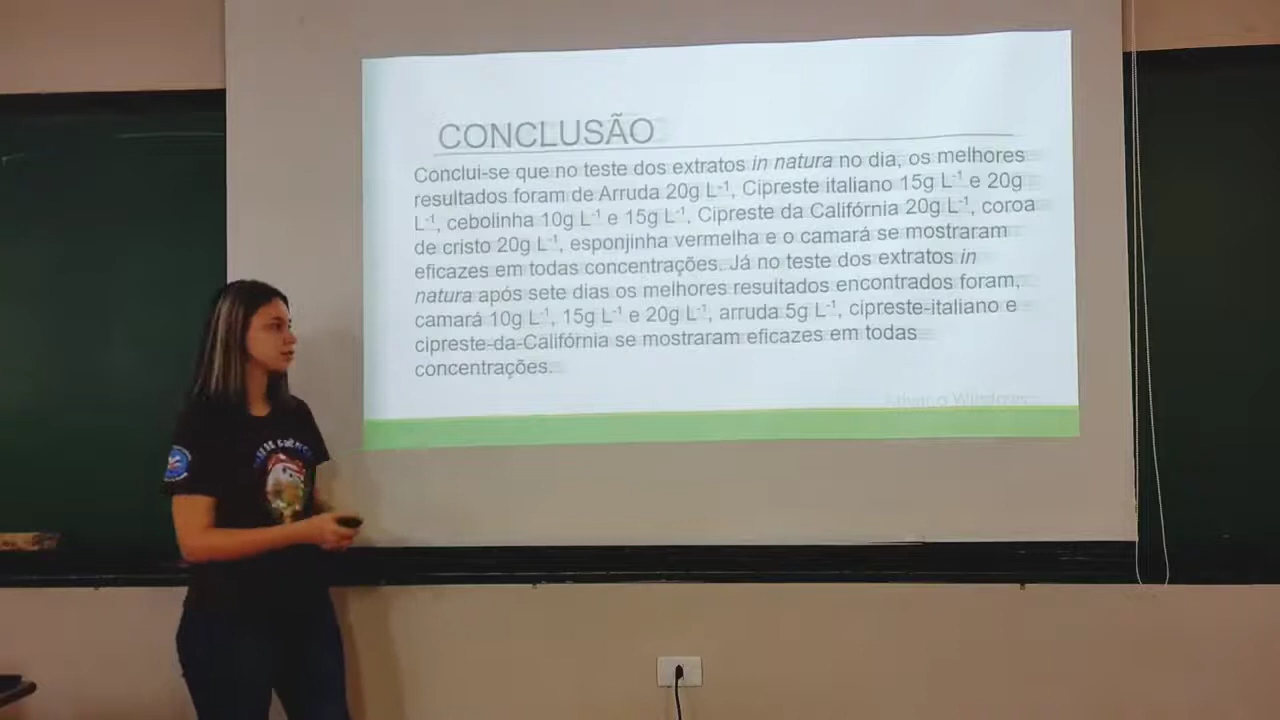 CONCLUSÃO
Conclui-se que no teste dos extratos in natura no dia, os melhores
resultados foram de Arruda 20g L⁻¹, Cipreste italiano 15g L⁻¹ e 20g
L⁻¹, cebolinha 10g L⁻¹ e 15g L⁻¹, Cipreste da Califórnia 20g L⁻¹, coroa
de cristo 20g L⁻¹, esponjinha vermelha e o camará se mostraram
eficazes em todas concentrações. Já no teste dos extratos in
natura após sete dias os melhores resultados encontrados foram,
camará 10g L⁻¹, 15g L⁻¹ e 20g L⁻¹, arruda 5g L⁻¹, cipreste-italiano e
cipreste-da-Califórnia se mostraram eficazes em todas
concentrações.
Windows